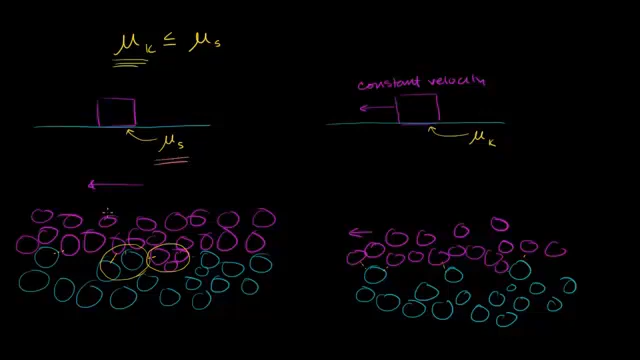 μk ≤ μs
constant velocity
μs
μk